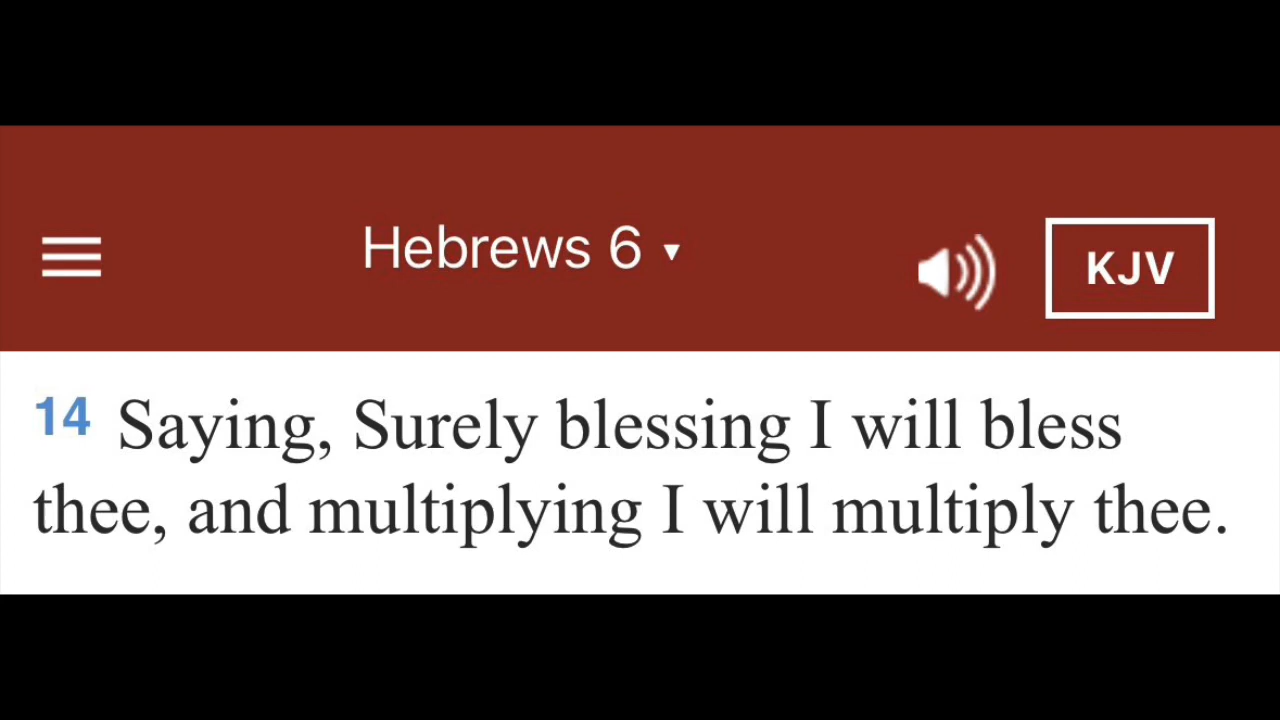 Hebrews 6 ▼
KJV
14 Saying, Surely blessing I will bless
thee, and multiplying I will multiply thee.